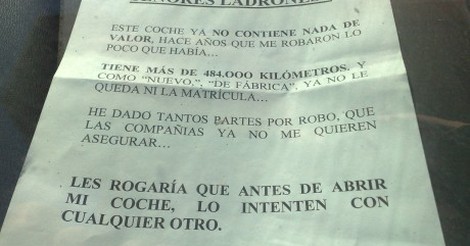 SEÑORES LADRONES:
ESTE COCHE YA NO CONTIENE NADA DE
VALOR, HACE AÑOS QUE ME ROBARON LO
POCO QUE HABÍA...
TIENE MÁS DE 484.000 KILÓMETROS. Y
COMO "NUEVO", "DE FÁBRICA", YA NO LE
QUEDA NI LA MATRÍCULA...
HE DADO TANTOS PARTES POR ROBO, QUE
LAS COMPAÑIAS YA NO ME QUIEREN
ASEGURAR...
LES ROGARÍA QUE ANTES DE ABRIR
MI COCHE, LO INTENTEN CON
CUALQUIER OTRO.